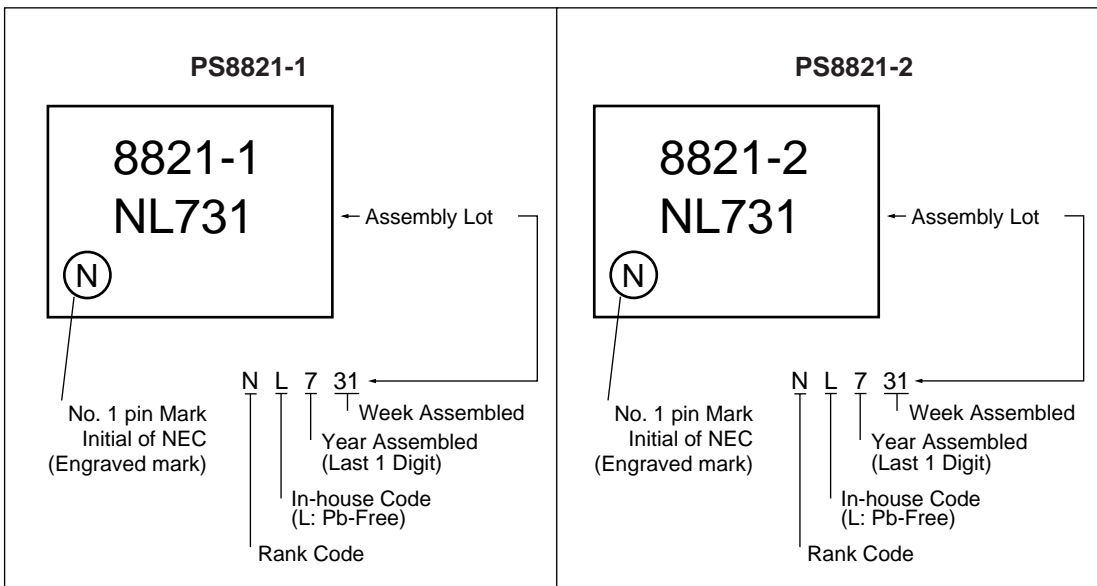 PS8821-1
8821-1
NL731
N
Assembly Lot
N L 7 31
No. 1 pin Mark
Initial of NEC
(Engraved mark)
Week Assembled
Year Assembled
(Last 1 Digit)
In-house Code
(L: Pb-Free)
Rank Code
PS8821-2
8821-2
NL731
N
Assembly Lot
N L 7 31
No. 1 pin Mark
Initial of NEC
(Engraved mark)
Week Assembled
Year Assembled
(Last 1 Digit)
In-house Code
(L: Pb-Free)
Rank Code